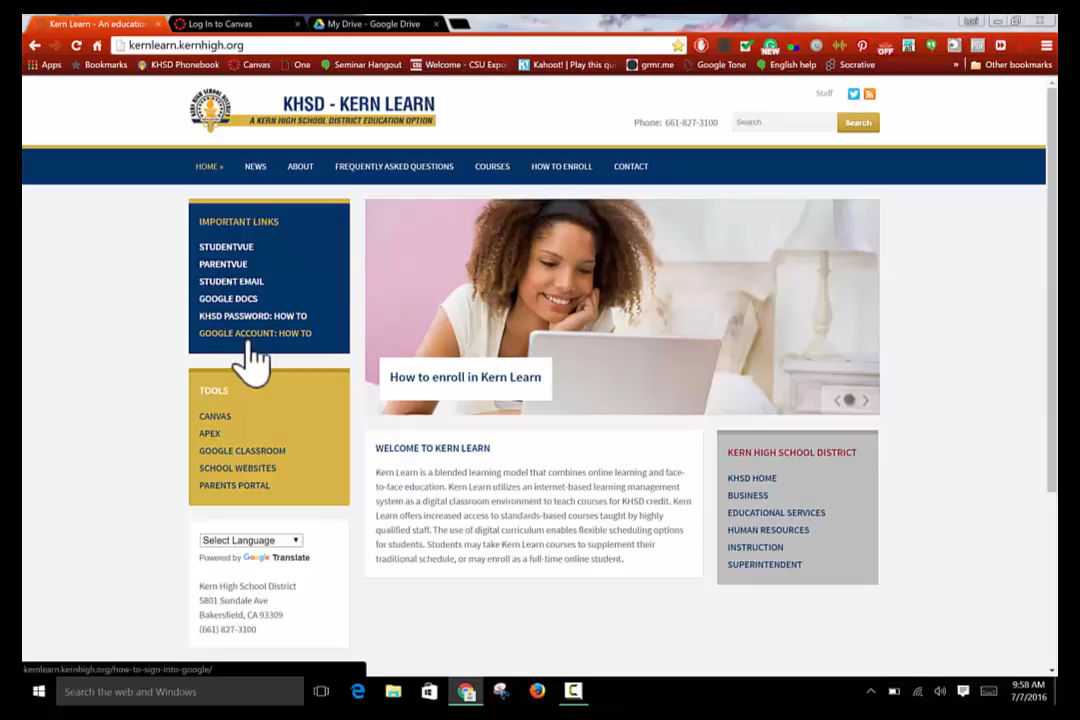 Kern Learn - An educatio
Log In to Canvas
My Drive - Google Drive
kernlearn.kernhigh.org
NEW
OFF
Apps
Bookmarks
KHSD Phonebook
Canvas
One
Seminar Hangout
Welcome - CSU Expo
Kahoot! | Play this qu
grmr.me
Google Tone
English help
Socrative
»
Other bookmarks
KHSD - KERN LEARN
A KERN HIGH SCHOOL DISTRICT EDUCATION OPTION
Staff
Phone: 661-827-3100
Search
Search
HOME »
NEWS
ABOUT
FREQUENTLY ASKED QUESTIONS
COURSES
HOW TO ENROLL
CONTACT
IMPORTANT LINKS
STUDENTVUE
PARENTVUE
STUDENT EMAIL
GOOGLE DOCS
KHSD PASSWORD: HOW TO
GOOGLE ACCOUNT: HOW TO
How to enroll in Kern Learn
TOOLS
CANVAS
APEX
GOOGLE CLASSROOM
SCHOOL WEBSITES
PARENTS PORTAL
WELCOME TO KERN LEARN
Kern Learn is a blended learning model that combines online learning and face-
to-face education. Kern Learn utilizes an internet-based learning management
system as a digital classroom environment to teach courses for KHSD credit. Kern
Learn offers increased access to standards-based courses taught by highly
qualified staff. The use of digital curriculum enables flexible scheduling options
for students. Students may take Kern Learn courses to supplement their
traditional schedule, or may enroll as a full-time online student.
KERN HIGH SCHOOL DISTRICT
KHSD HOME
BUSINESS
EDUCATIONAL SERVICES
HUMAN RESOURCES
INSTRUCTION
SUPERINTENDENT
Select Language
Powered by Google Translate
Kern High School District
5801 Sundale Ave
Bakersfield, CA 93309
(661) 827-3100
kernlearn.kernhigh.org/how-to-sign-into-google/
Search the web and Windows
9:58 AM
7/7/2016